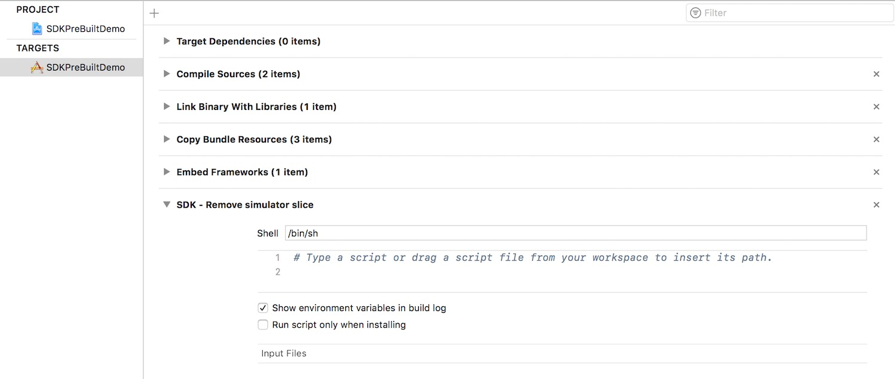 PROJECT
SDKPreBuiltDemo
TARGETS
SDKPreBuiltDemo
Filter
Target Dependencies (0 items)
Compile Sources (2 items)
Link Binary With Libraries (1 item)
Copy Bundle Resources (3 items)
Embed Frameworks (1 item)
SDK - Remove simulator slice
Shell /bin/sh
1 # Type a script or drag a script file from your workspace to insert its path.
2
Show environment variables in build log
Run script only when installing
Input Files